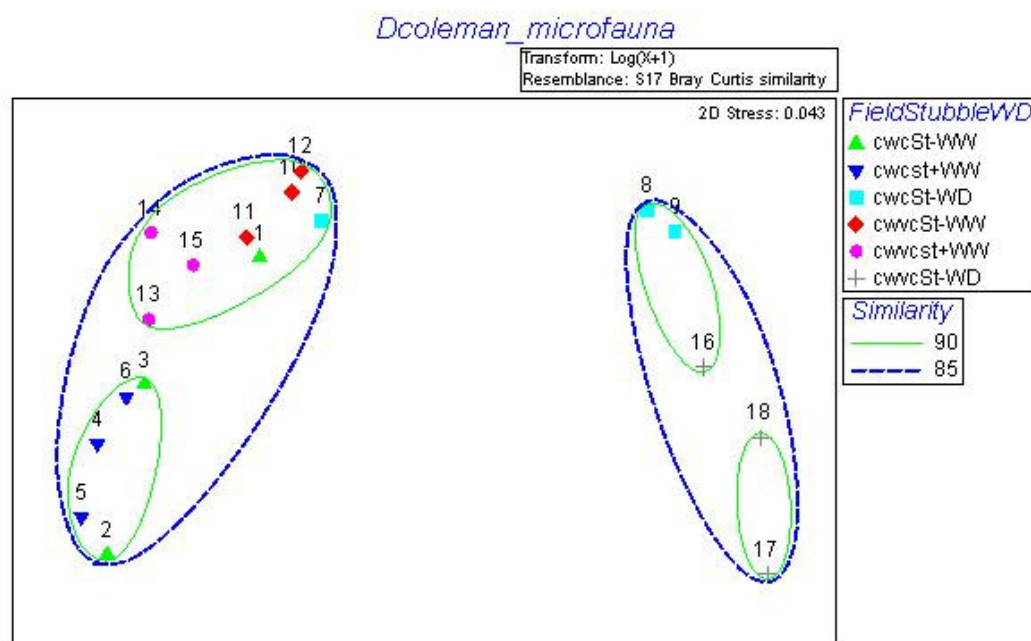 Dcoleman_microfauna
Transform: Log(X+1)
Resemblance: S17 Bray Curtis similarity
2D Stress: 0.043
12
10
7
14
11
15
1
13
3
6
4
5
2
8
9
16
18
17
FieldStubbleWD
cwcSt-WW
cwcst+WW
cwcSt-WD
cwvcSt-WW
cwvcst+WW
cwvcSt-WD
Similarity
90
85